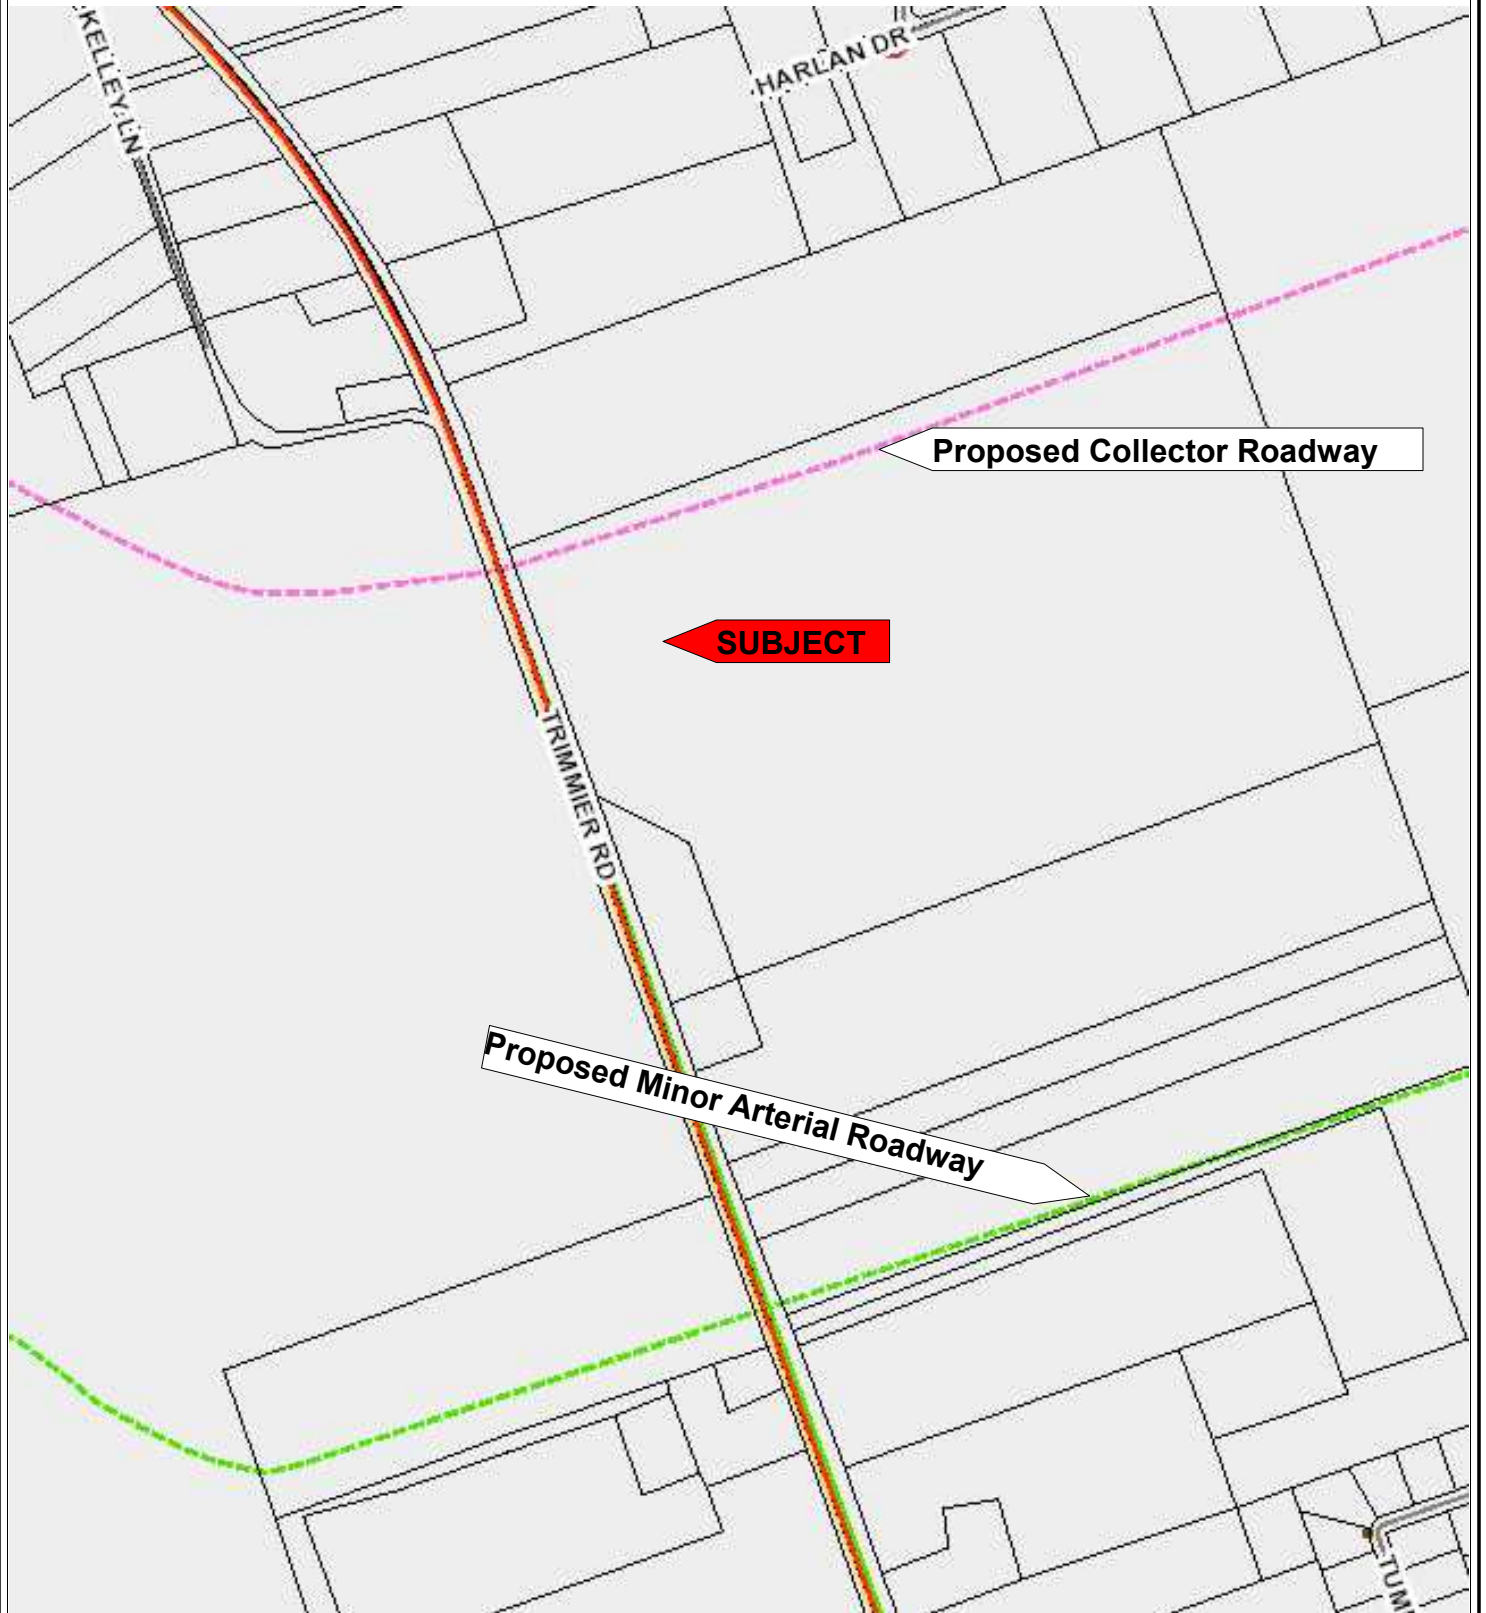 KELLEY LN
HARLAN DR
Proposed Collector Roadway
SUBJECT
TRIMMIER RD
Proposed Minor Arterial Roadway